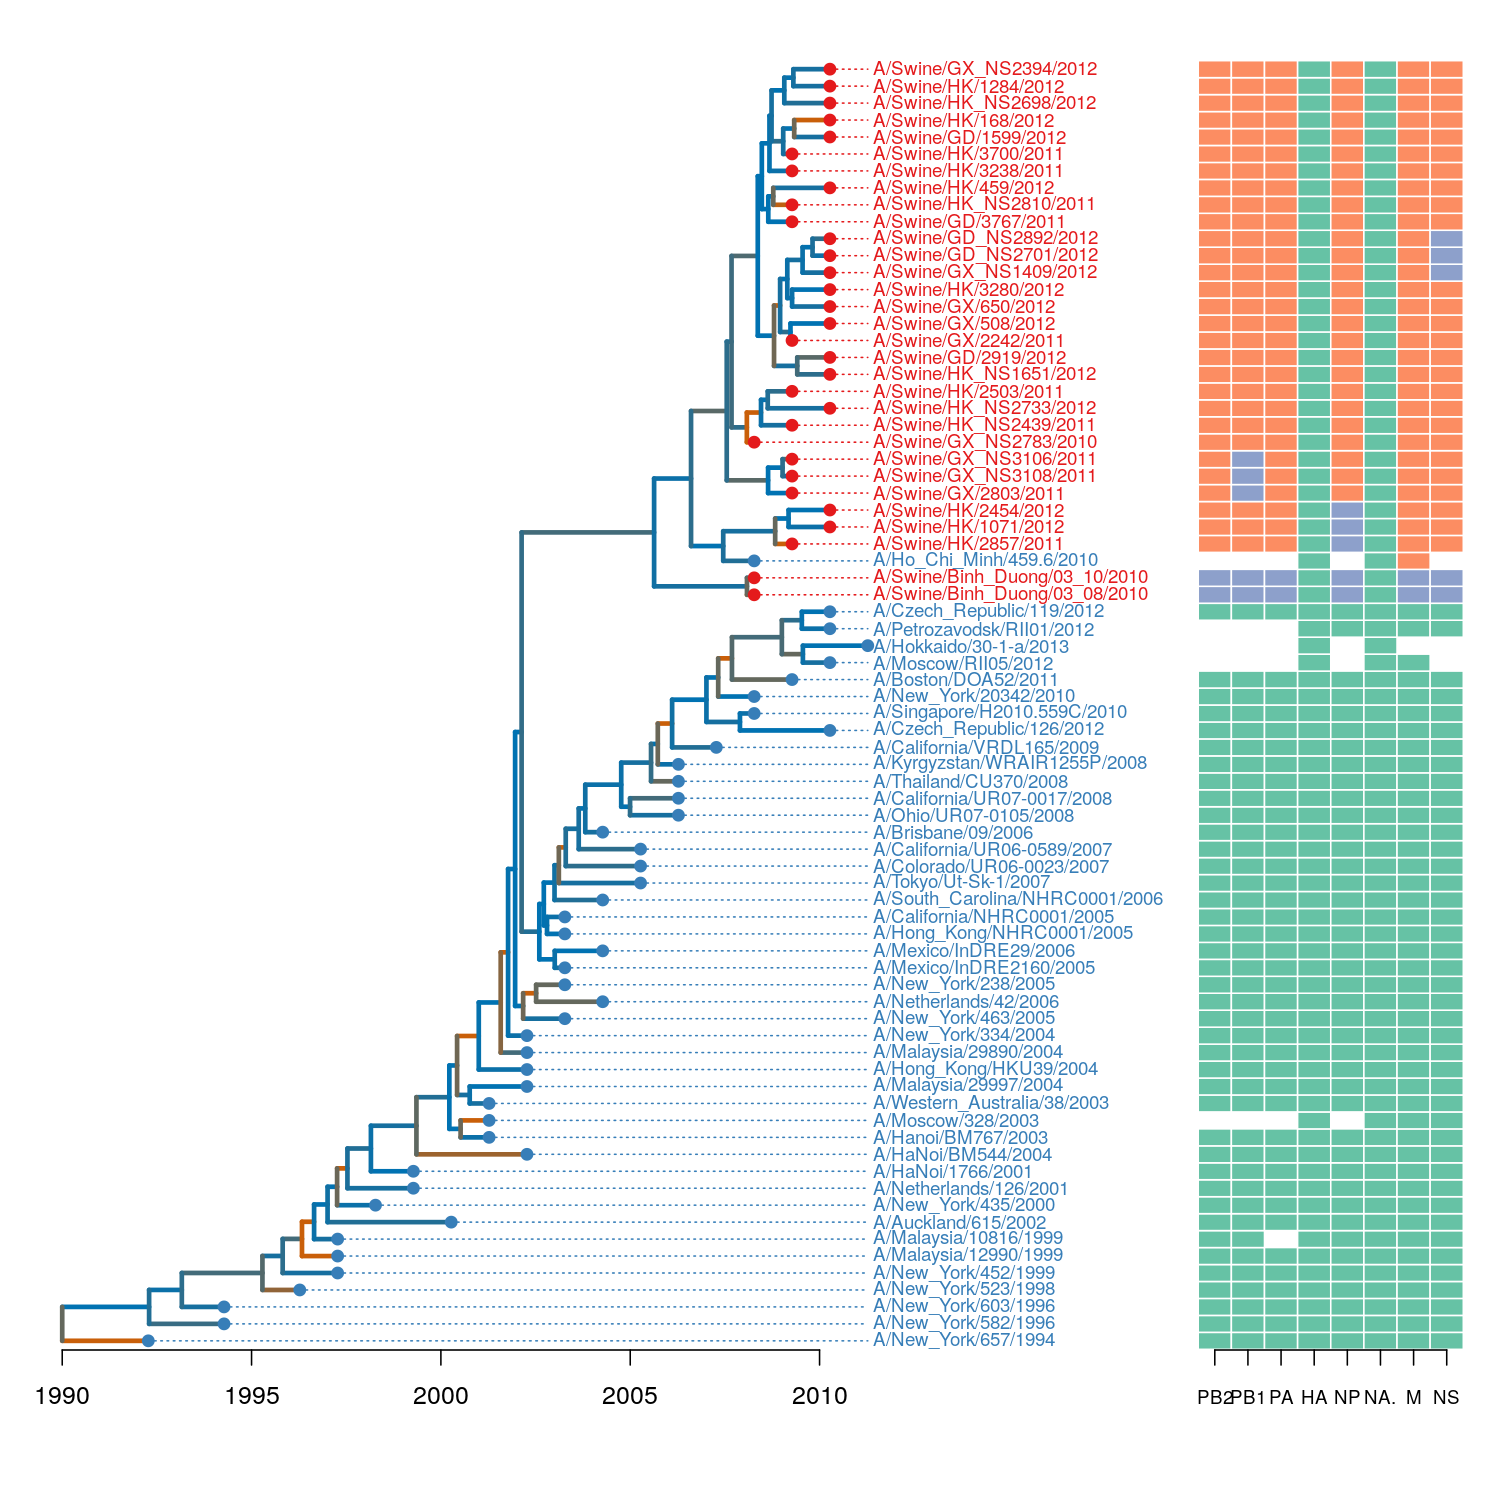 A/Swine/GX_NS2394/2012
A/Swine/HK/1284/2012
A/Swine/HK_NS2698/2012
A/Swine/HK/168/2012
A/Swine/GD/1599/2012
A/Swine/HK/3700/2011
A/Swine/HK/3238/2011
A/Swine/HK/459/2012
A/Swine/HK_NS2810/2011
A/Swine/GD/3767/2011
A/Swine/GD_NS2892/2012
A/Swine/GD_NS2701/2012
A/Swine/GX_NS1409/2012
A/Swine/HK/3280/2012
A/Swine/GX/650/2012
A/Swine/GX/508/2012
A/Swine/GX/2242/2011
A/Swine/GD/2919/2012
A/Swine/HK_NS1651/2012
A/Swine/HK/2503/2011
A/Swine/HK_NS2733/2012
A/Swine/HK_NS2439/2011
A/Swine/GX_NS2783/2010
A/Swine/GX_NS3106/2011
A/Swine/GX_NS3108/2011
A/Swine/GX/2803/2011
A/Swine/HK/2454/2012
A/Swine/HK/1071/2012
A/Swine/HK/2857/2011
A/Ho_Chi_Minh/459.6/2010
A/Swine/Binh_Duong/03_10/2010
A/Swine/Binh_Duong/03_08/2010
A/Czech_Republic/119/2012
A/Petrozavodsk/RII01/2012
A/Hokkaido/30-1-a/2013
A/Moscow/RII05/2012
A/Boston/DOA52/2011
A/New_York/20342/2010
A/Singapore/H2010.559C/2010
A/Czech_Republic/126/2012
A/California/VRDL165/2009
A/Kyrgyzstan/WRAIR1255P/2008
A/Thailand/CU370/2008
A/California/UR07-0017/2008
A/Ohio/UR07-0105/2008
A/Brisbane/09/2006
A/California/UR06-0589/2007
A/Colorado/UR06-0023/2007
A/Tokyo/Ut-Sk-1/2007
A/South_Carolina/NHRC0001/2006
A/California/NHRC0001/2005
A/Hong_Kong/NHRC0001/2005
A/Mexico/InDRE29/2006
A/Mexico/InDRE2160/2005
A/New_York/238/2005
A/Netherlands/42/2006
A/New_York/463/2005
A/New_York/334/2004
A/Malaysia/29890/2004
A/Hong_Kong/HKU39/2004
A/Malaysia/29997/2004
A/Western_Australia/38/2003
A/Moscow/328/2003
A/Hanoi/BM767/2003
A/HaNoi/BM544/2004
A/HaNoi/1766/2001
A/Netherlands/126/2001
A/New_York/435/2000
A/Auckland/615/2002
A/Malaysia/10816/1999
A/Malaysia/12990/1999
A/New_York/452/1999
A/New_York/523/1998
A/New_York/603/1996
A/New_York/582/1996
A/New_York/657/1994
1990 1995 2000 2005 2010 PB2 PB1 PA HA NP NA. M NS